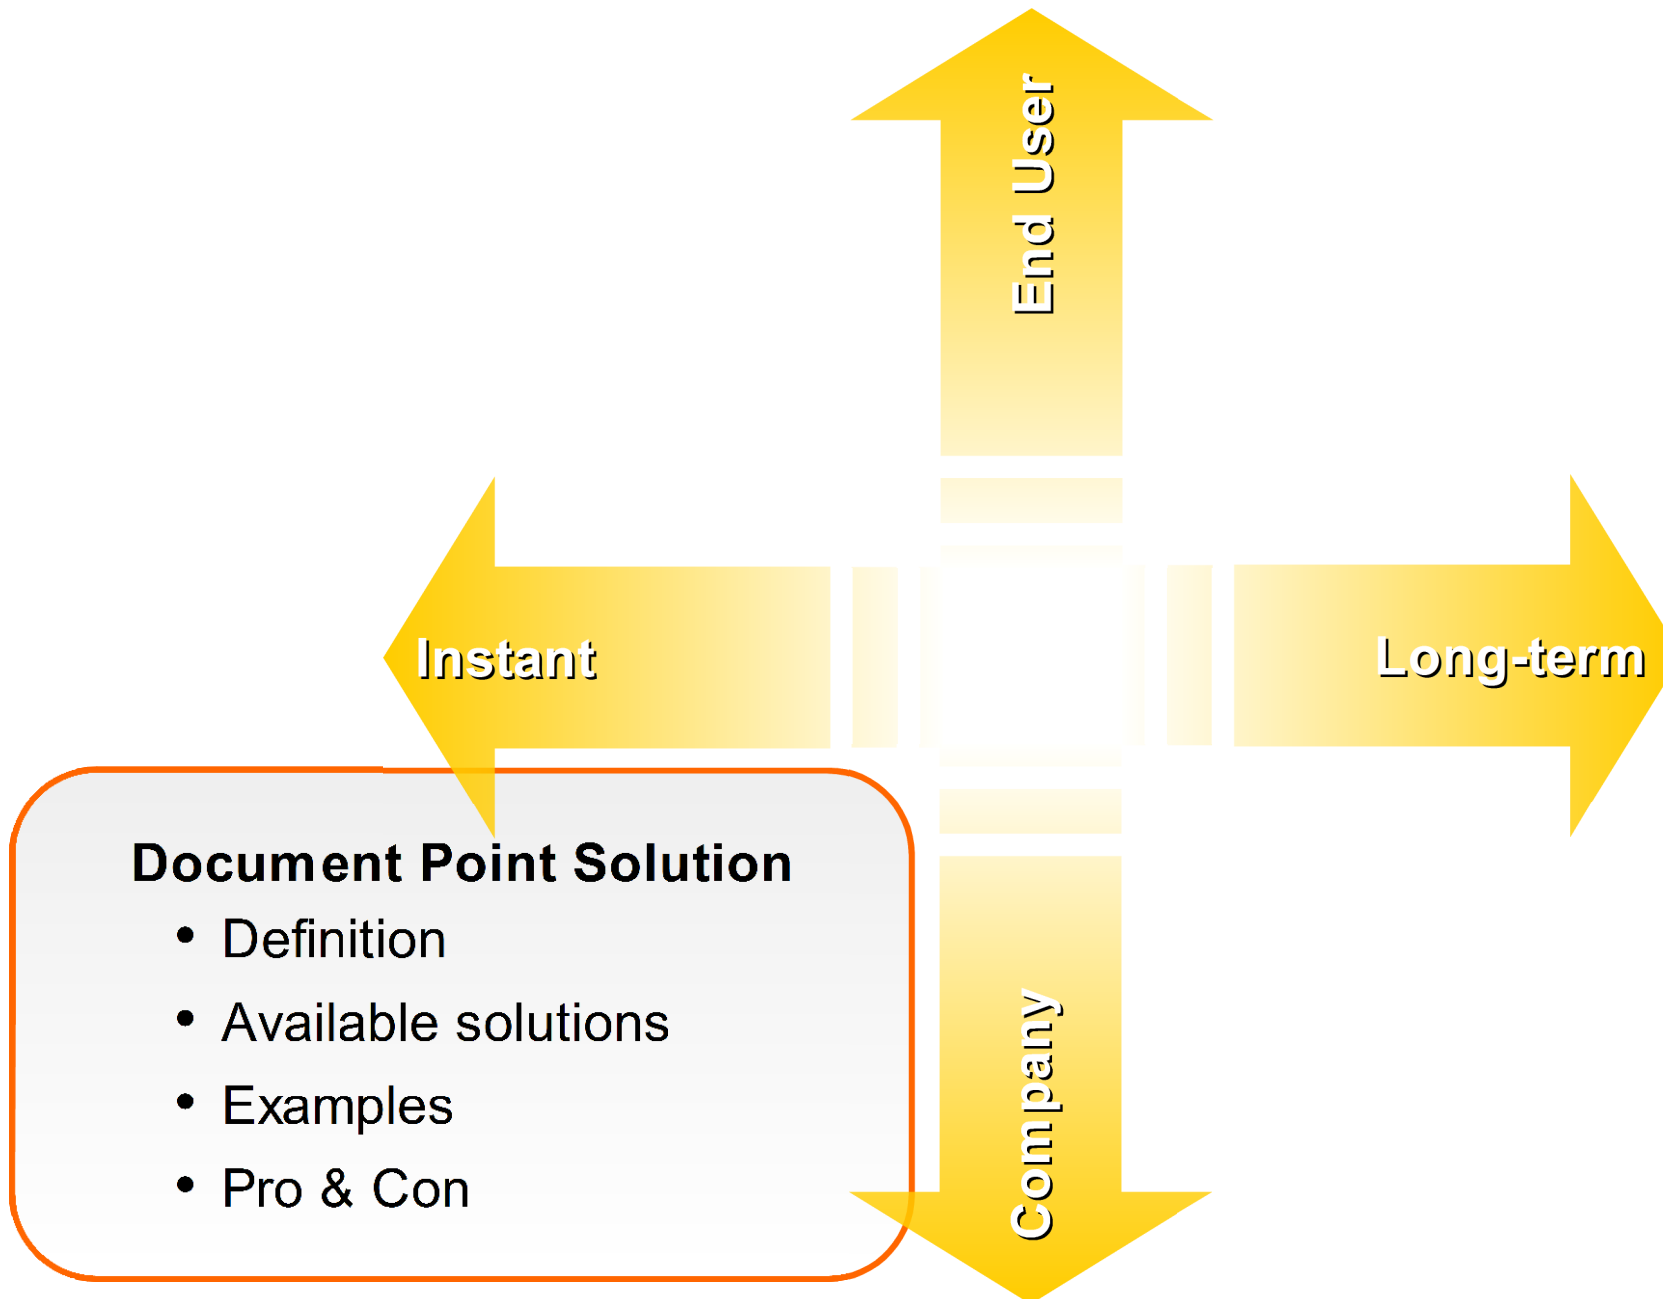 End User
Instant
Long-term
Document Point Solution
• Definition
• Available solutions
• Examples
• Pro & Con
Company